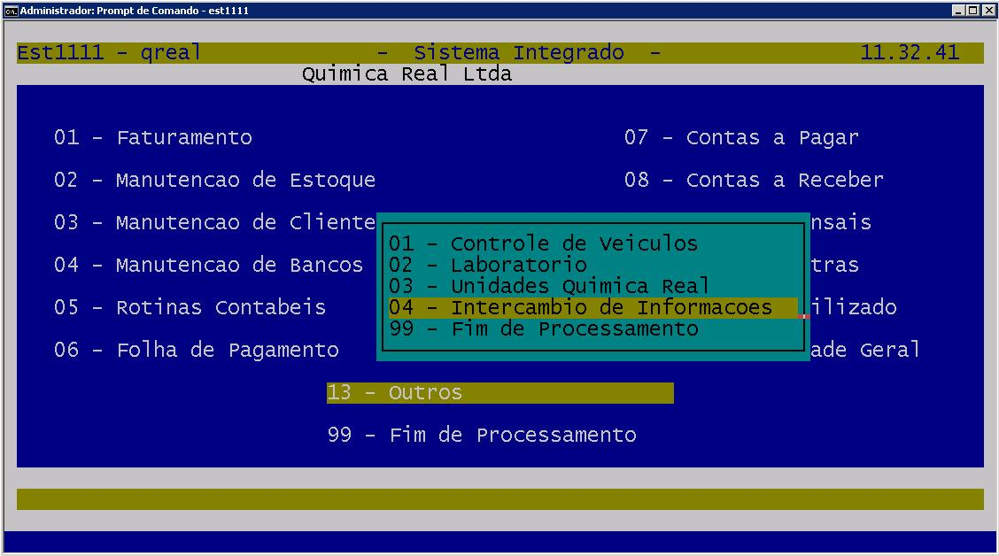 Administrador: Prompt de Comando - est1111
Est1111 - qreal - Sistema Integrado - 11.32.41
Quimica Real Ltda
01 - Faturamento
07 - Contas a Pagar
02 - Manutencao de Estoque
08 - Contas a Receber
03 - Manutencao de Cliente
nsais
04 - Manutencao de Bancos
tras
05 - Rotinas Contabeis
ilizado
06 - Folha de Pagamento
ade Geral
01 - Controle de Veiculos
02 - Laboratorio
03 - Unidades Quimica Real
04 - Intercambio de Informacoes
99 - Fim de Processamento
13 - Outros
99 - Fim de Processamento